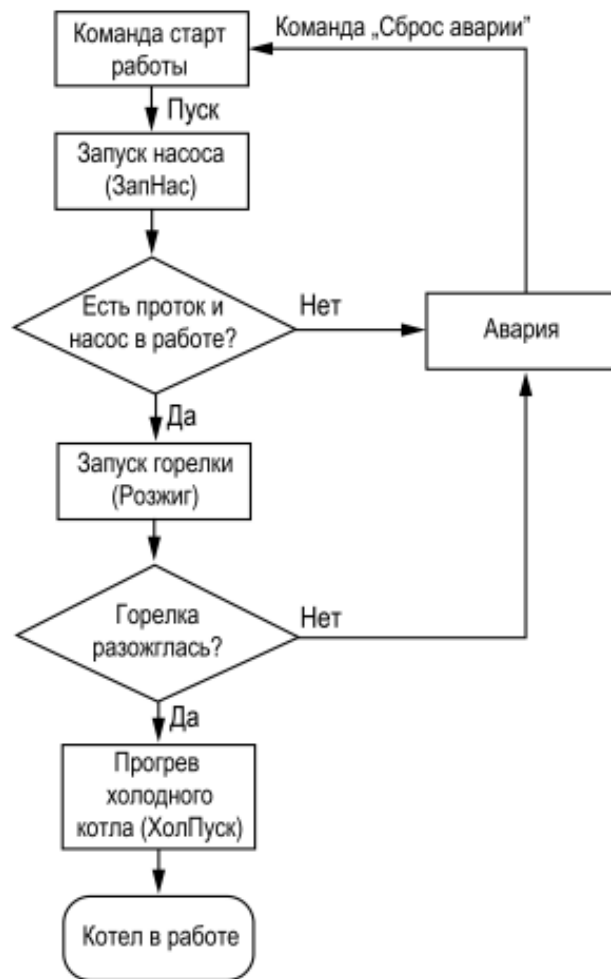 Команда старт
работы
Команда „Сброс аварии”
Пуск
Запуск насоса
(ЗапНас)
Есть проток и
насос в работе?
Нет
Авария
Да
Запуск горелки
(Розжиг)
Горелка
разожглась?
Нет
Да
Прогрев
холодного
котла (ХолПуск)
Котел в работе